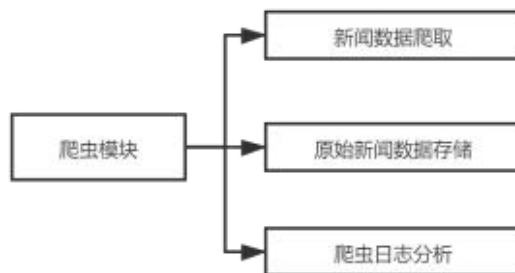 新闻数据爬取
爬虫模块
原始新闻数据存储
爬虫日志分析